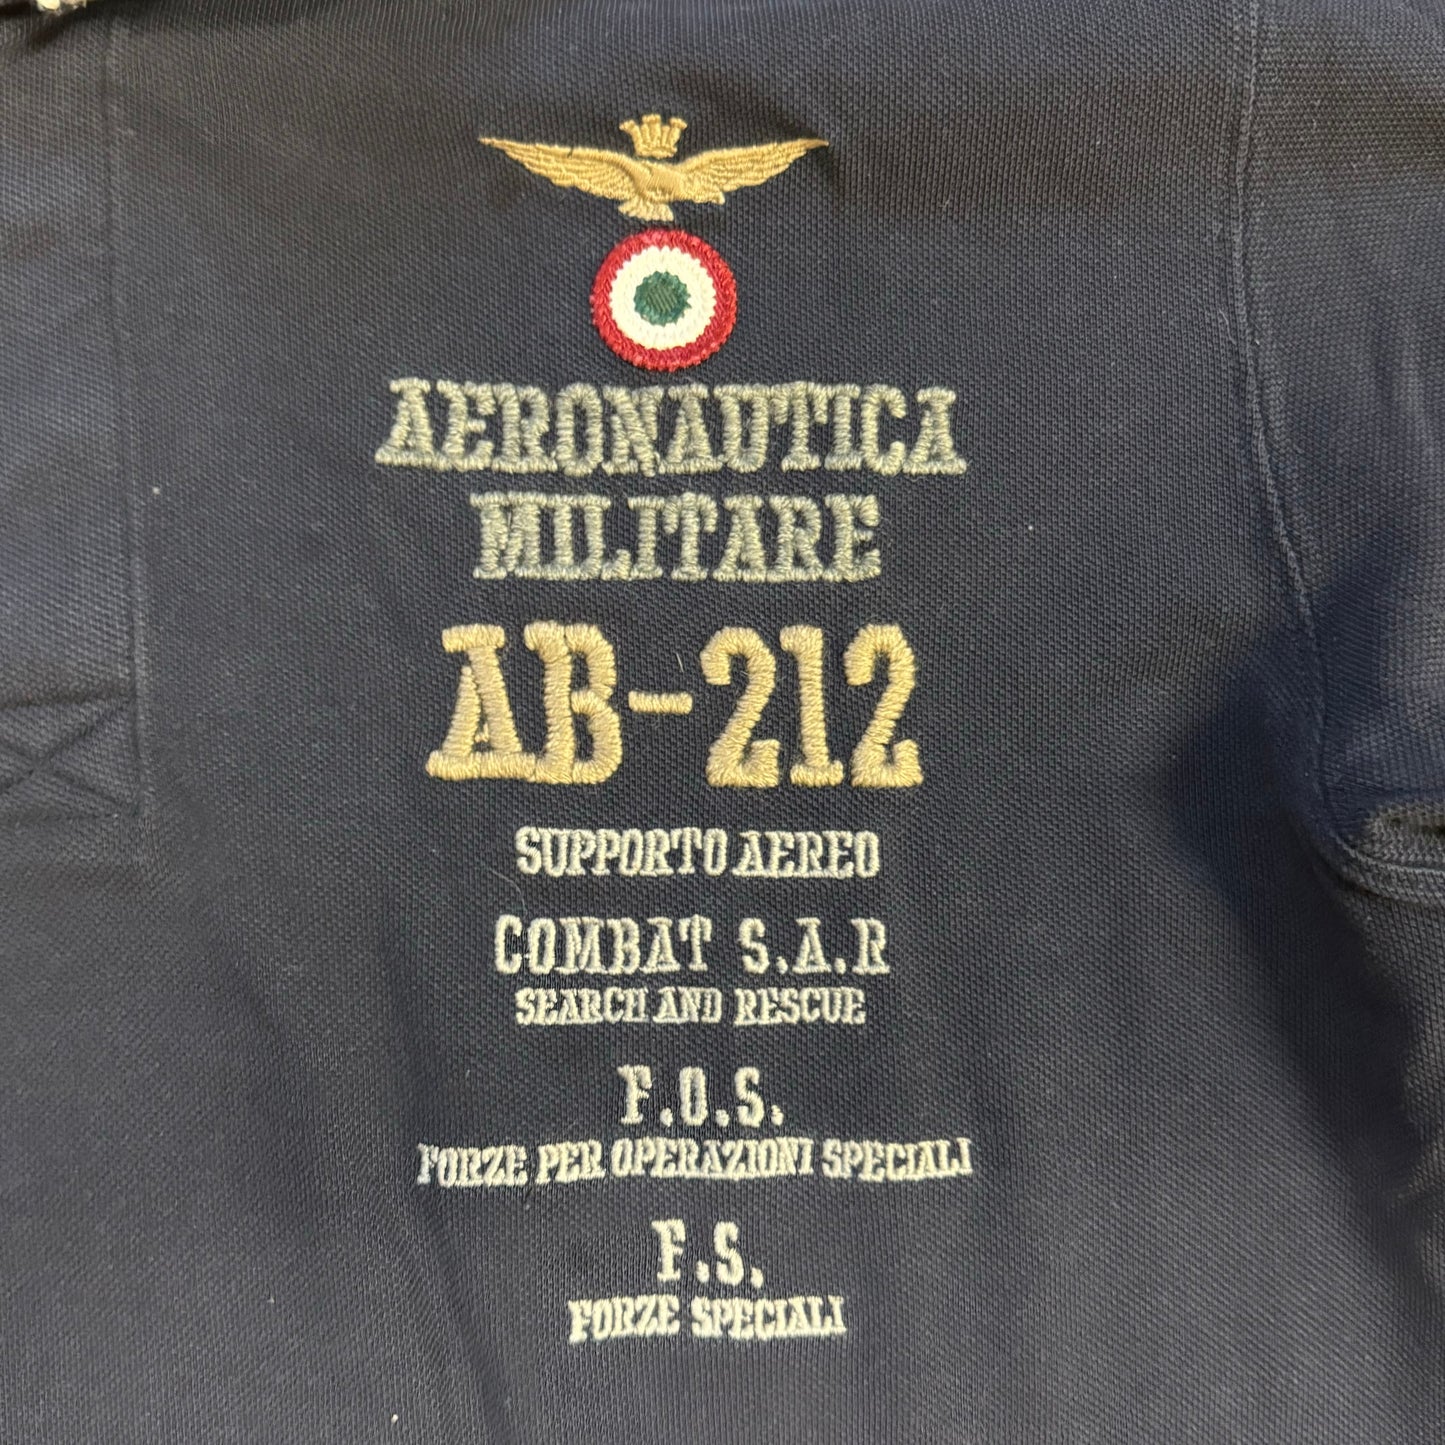 AERONAUTICA
MILITARE
AB-212
SUPPORTO AEREO
COMBAT S.A.R
SEARCH AND RESCUE
F.O.S.
FORZE PER OPERAZIONI SPECIALI
F.S.
FORZE SPECIALI